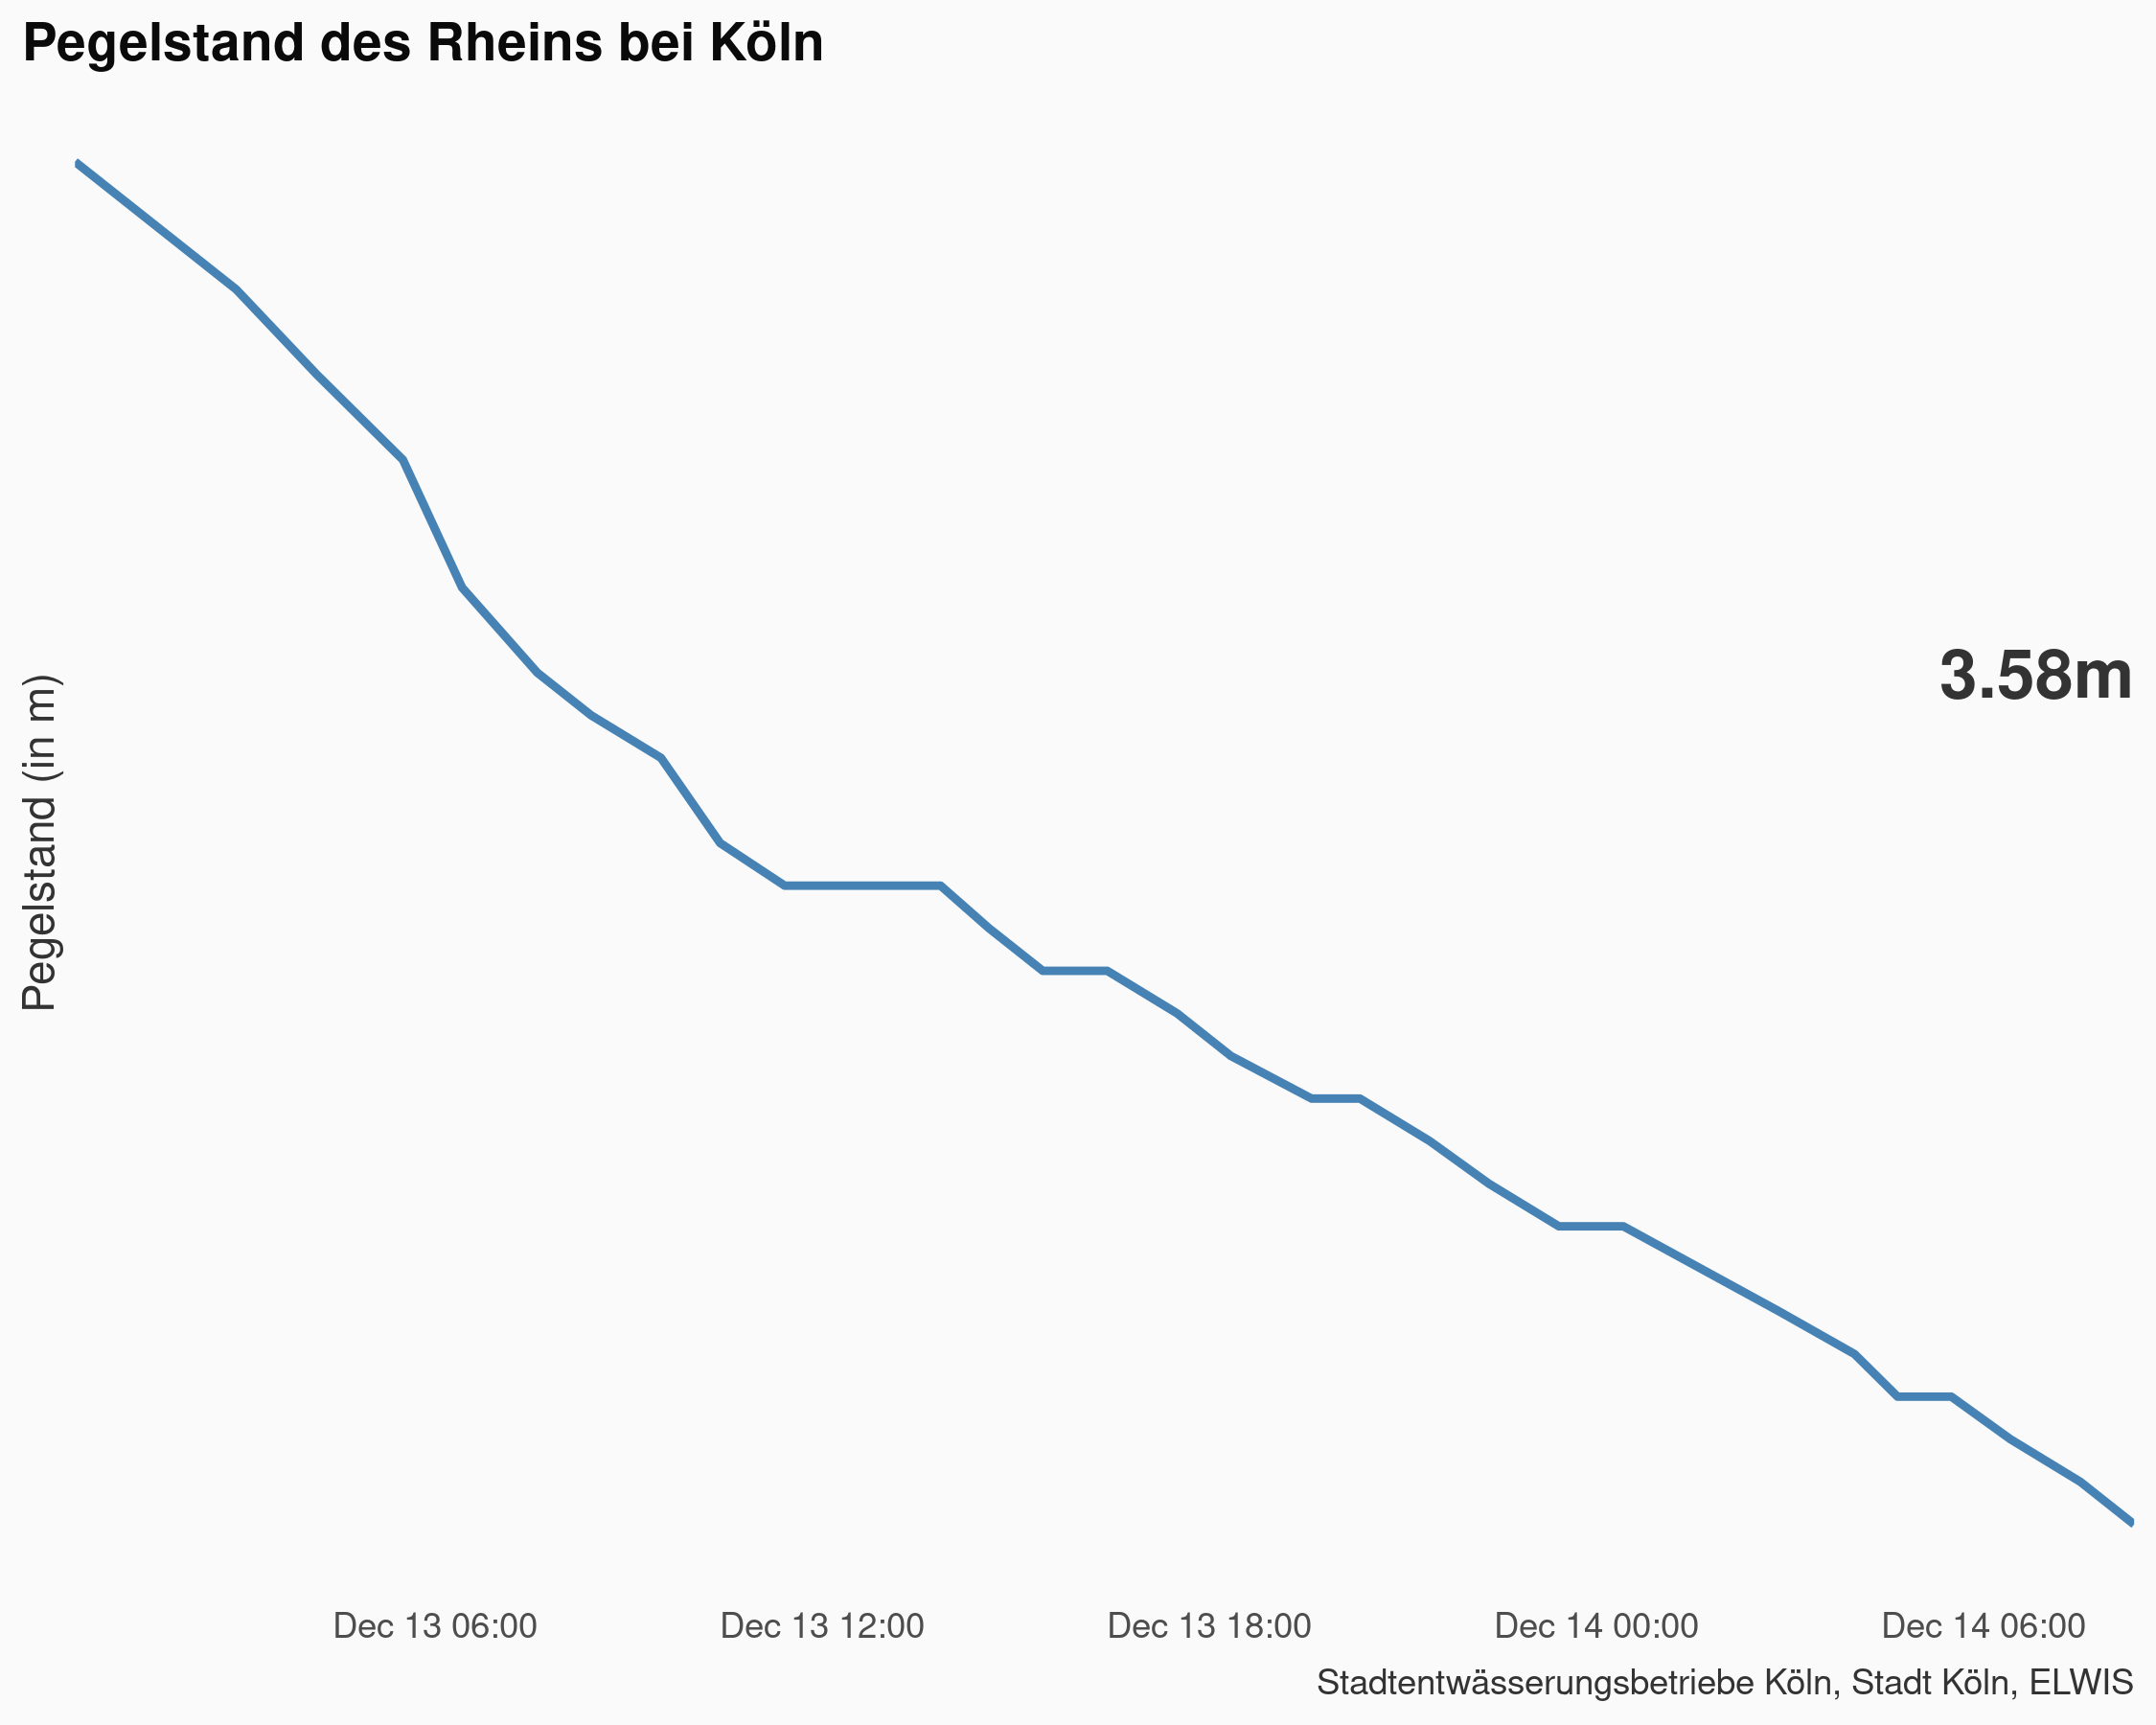 Pegelstand des Rheins bei Köln
Pegelstand (in m)
3.58m
Dec 13 06:00
Dec 13 12:00
Dec 13 18:00
Dec 14 00:00
Dec 14 06:00
Stadtentwässerungsbetriebe Köln, Stadt Köln, ELWIS